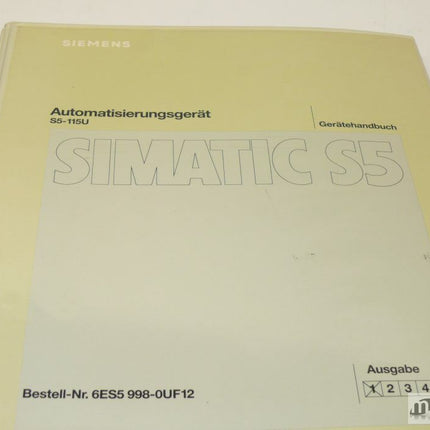 SIEMENS
Automatisierungsgerät
S5-115U
Gerätehandbuch
SIMATIC S5
Bestell-Nr. 6ES5 998-0UF12
Ausgabe
1 2 3 4